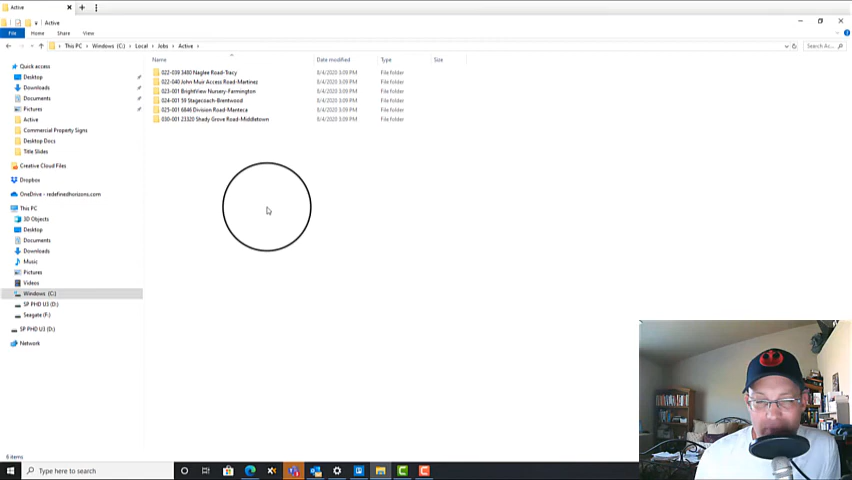 Active
Active
File
Home
Share
View
This PC > Windows (C:) > Local > Jobs > Active >
Search Ac...
Name
Date modified
Type
Size
022-039 3480 Naglee Road-Tracy 8/4/2020 3:09 PM File folder
022-040 John Muir Access Road-Martinez 8/4/2020 3:09 PM File folder
023-001 BrightView Nursery-Farmington 8/4/2020 3:09 PM File folder
024-001 59 Stagecoach-Brentwood 8/4/2020 3:09 PM File folder
025-001 6846 Division Road-Manteca 8/4/2020 3:09 PM File folder
030-001 23320 Shady Grove Road-Middletown 8/4/2020 3:09 PM File folder
Quick access
Desktop
Downloads
Documents
Pictures
Active
Commercial Property Signs
Desktop Docs
Title Slides
Creative Cloud Files
Dropbox
OneDrive - redefinedhorizons.com
This PC
3D Objects
Desktop
Documents
Downloads
Music
Pictures
Videos
Windows (C:)
SP PHD U3 (D:)
Seagate (F:)
SP PHD U3 (D:)
Network
6 items
Type here to search